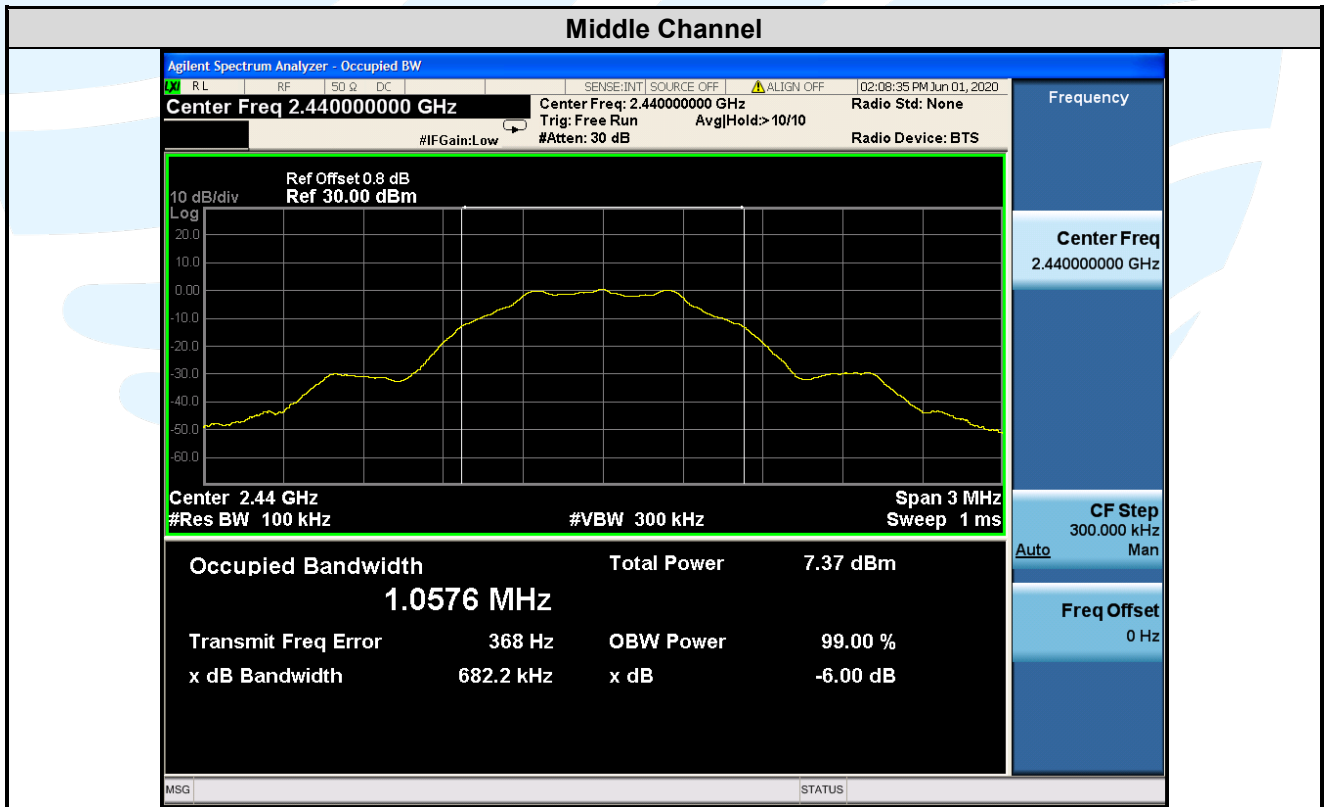 Middle Channel
Agilent Spectrum Analyzer - Occupied BW
LXI RL RF 50 Ω DC SENSE:INT SOURCE OFF ALIGN OFF 02:08:35 PM Jun 01, 2020
Center Freq 2.440000000 GHz
Center Freq: 2.440000000 GHz
Radio Std: None
Trig: Free Run Avg|Hold:>10/10
#IFGain:Low
#Atten: 30 dB
Radio Device: BTS
Ref Offset 0.8 dB
10 dB/div Ref 30.00 dBm
Log
20.0
10.0
0.00
-10.0
-20.0
-30.0
-40.0
-50.0
-60.0
Center 2.44 GHz Span 3 MHz
#Res BW 100 kHz #VBW 300 kHz Sweep 1 ms
Occupied Bandwidth Total Power 7.37 dBm
1.0576 MHz
Transmit Freq Error 368 Hz OBW Power 99.00 %
x dB Bandwidth 682.2 kHz x dB -6.00 dB
Frequency
Center Freq
2.440000000 GHz
CF Step
300.000 kHz
Auto Man
Freq Offset
0 Hz
MSG STATUS